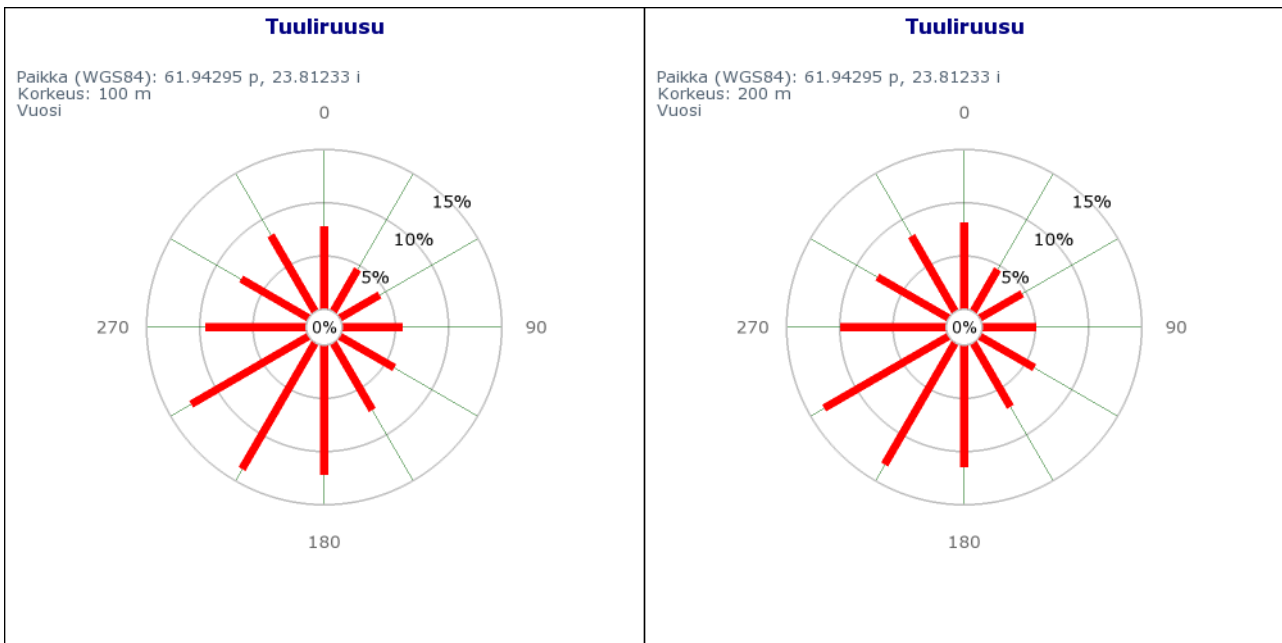 Tuuliruusu
Paikka (WGS84): 61.94295 p, 23.81233 i
Korkeus: 100 m
Vuosi
0
15%
10%
5%
270
0%
90
180
Tuuliruusu
Paikka (WGS84): 61.94295 p, 23.81233 i
Korkeus: 200 m
Vuosi
0
15%
10%
5%
270
0%
90
180